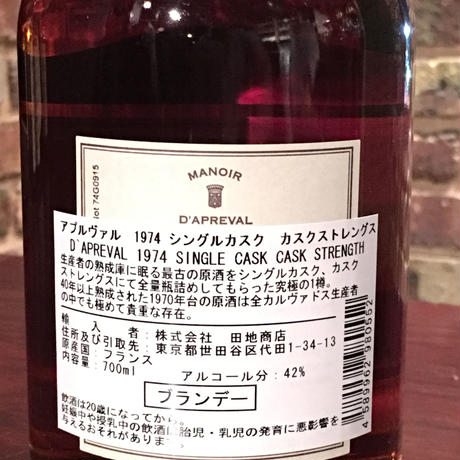 lot 74G0915
MANOIR
D'APREVAL
アプルヴァル 1974 シングルカスク カスクストレングス
D`APREVAL 1974 SINGLE CASK CASK STRENGTH
生産者の熟成庫に眠る最古の原酒をシングルカスク、カスク
ストレングスにて全量瓶詰めしてもらった究極の1樽。
40年以上熟成された1970年台の原酒は全カルヴァドス生産者
の中でも極めて貴重な存在。
輸入者:株式会社 田地商店
住所及び引取先:東京都世田谷区代田1-34-13
原産国:フランス
内容量:700ml アルコール分:42%
ブランデー
飲酒は20歳になってから。
妊娠中や授乳中の飲酒は胎児・乳児の発育に悪影響を
与えるおそれがあります。
4 589962 980552